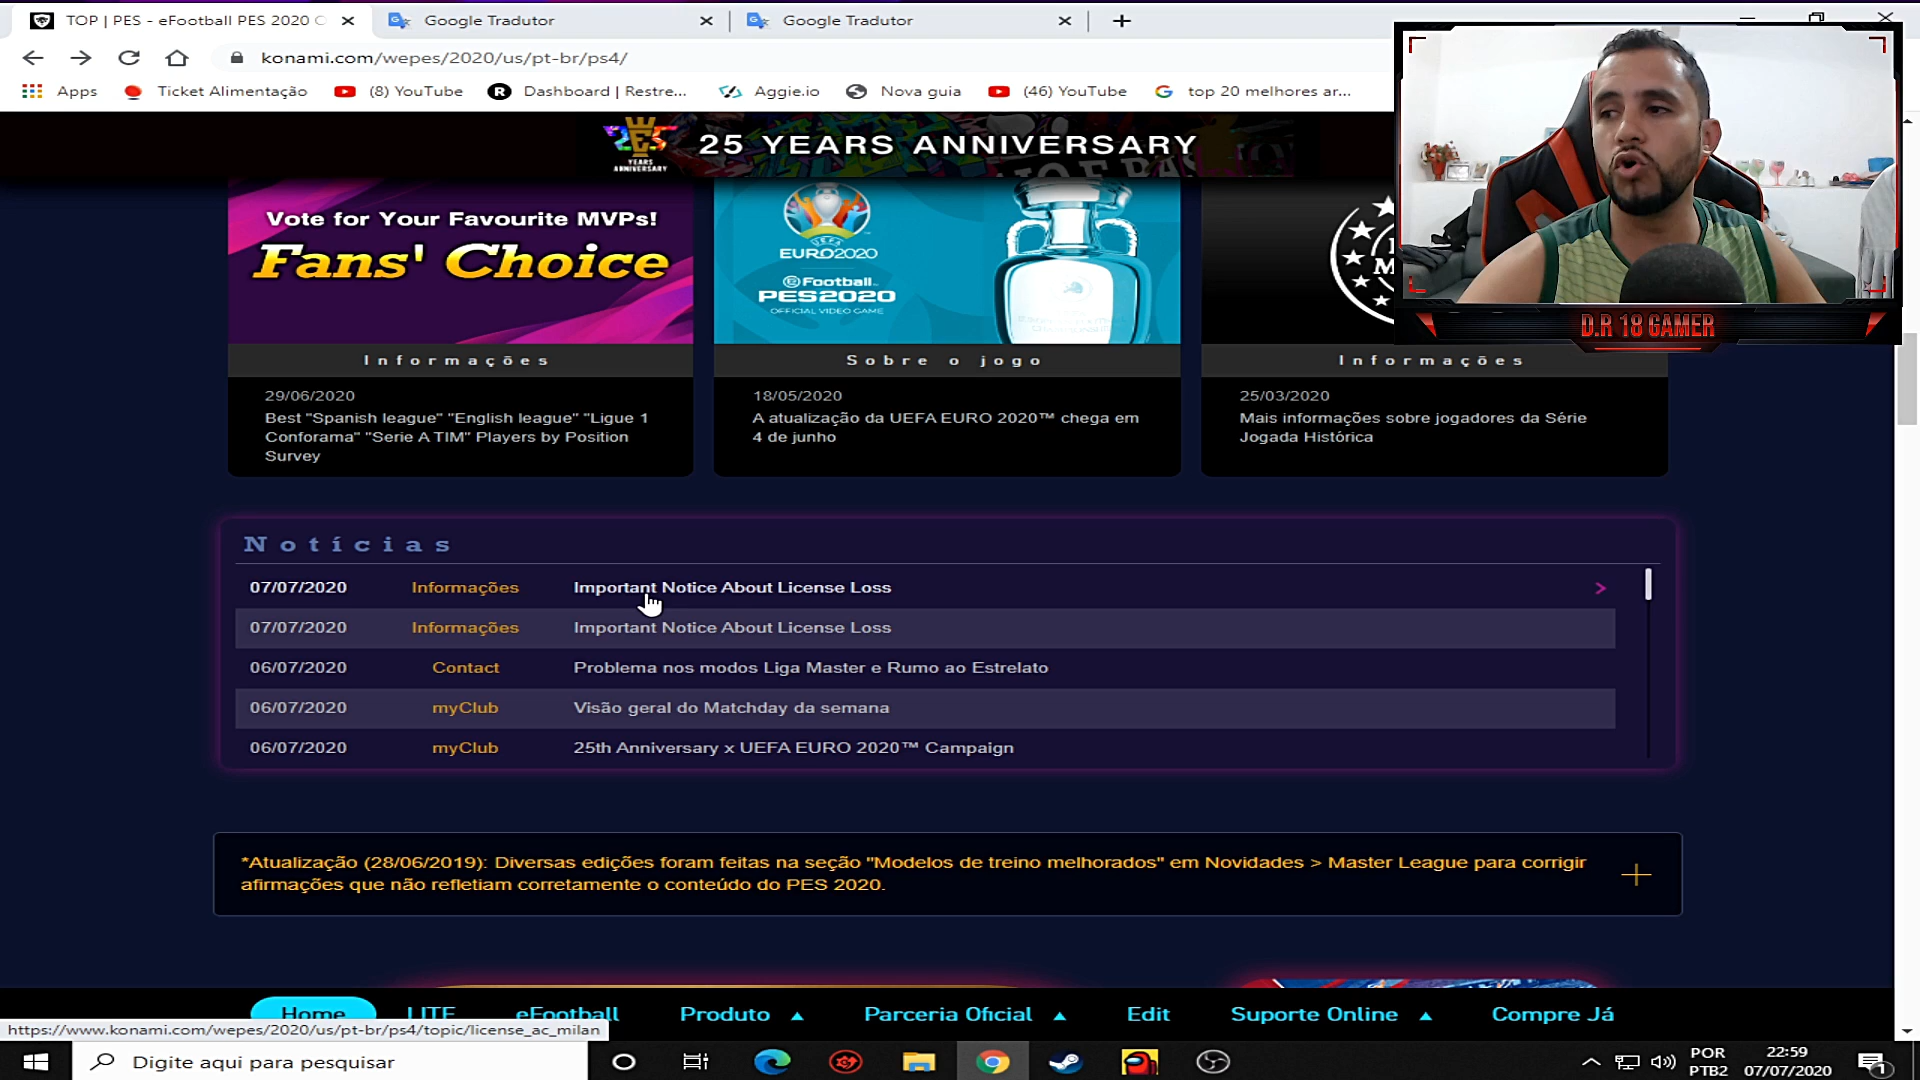 TOP | PES - eFootball PES 2020 O
Google Tradutor
Google Tradutor
konami.com/wepes/2020/us/pt-br/ps4/
Apps
Ticket Alimentação
(8) YouTube
Dashboard | Restre...
Aggie.io
Nova guia
(46) YouTube
top 20 melhores ar...
25
YEARS
ANNIVERSARY
25 YEARS ANNIVERSARY
Vote for Your Favourite MVPs!
Fans' Choice
UEFA
EURO2020
eFootball
PES2020
OFFICIAL VIDEO GAME
D.R 18 GAMER
Informações
Sobre o jogo
Informações
29/06/2020
Best "Spanish league" "English league" "Ligue 1
Conforama" "Serie A TIM" Players by Position
Survey
18/05/2020
A atualização da UEFA EURO 2020™ chega em
4 de junho
25/03/2020
Mais informações sobre jogadores da Série
Jogada Histórica
Notícias
07/07/2020 Informações Important Notice About License Loss
07/07/2020 Informações Important Notice About License Loss
06/07/2020 Contact Problema nos modos Liga Master e Rumo ao Estrelato
06/07/2020 myClub Visão geral do Matchday da semana
06/07/2020 myClub 25th Anniversary x UEFA EURO 2020™ Campaign
*Atualização (28/06/2019): Diversas edições foram feitas na seção "Modelos de treino melhorados" em Novidades > Master League para corrigir
afirmações que não refletiam corretamente o conteúdo do PES 2020.
Home
LITE
eFootball
Produto
Parceria Oficial
Edit
Suporte Online
Compre Já
https://www.konami.com/wepes/2020/us/pt-br/ps4/topic/license_ac_milan
Digite aqui para pesquisar
POR
PTB2
22:59
07/07/2020
1